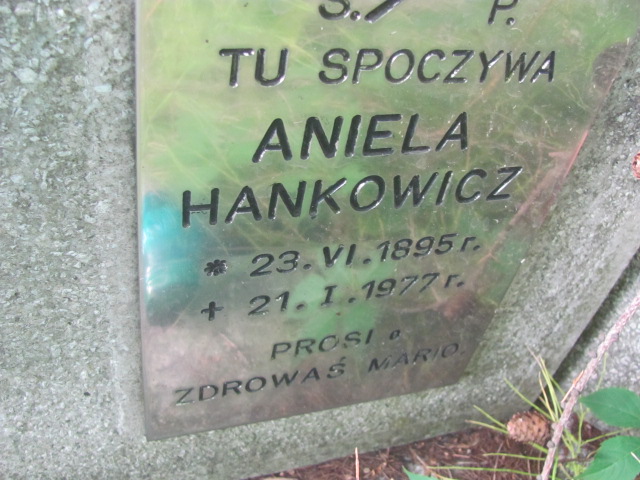 S. P.
TU SPOCZYWA
ANIELA
HANKOWICZ
* 23.VI.1895 r.
+ 21.I.1977 r.
PROSI o
ZDROWAŚ MARIO.